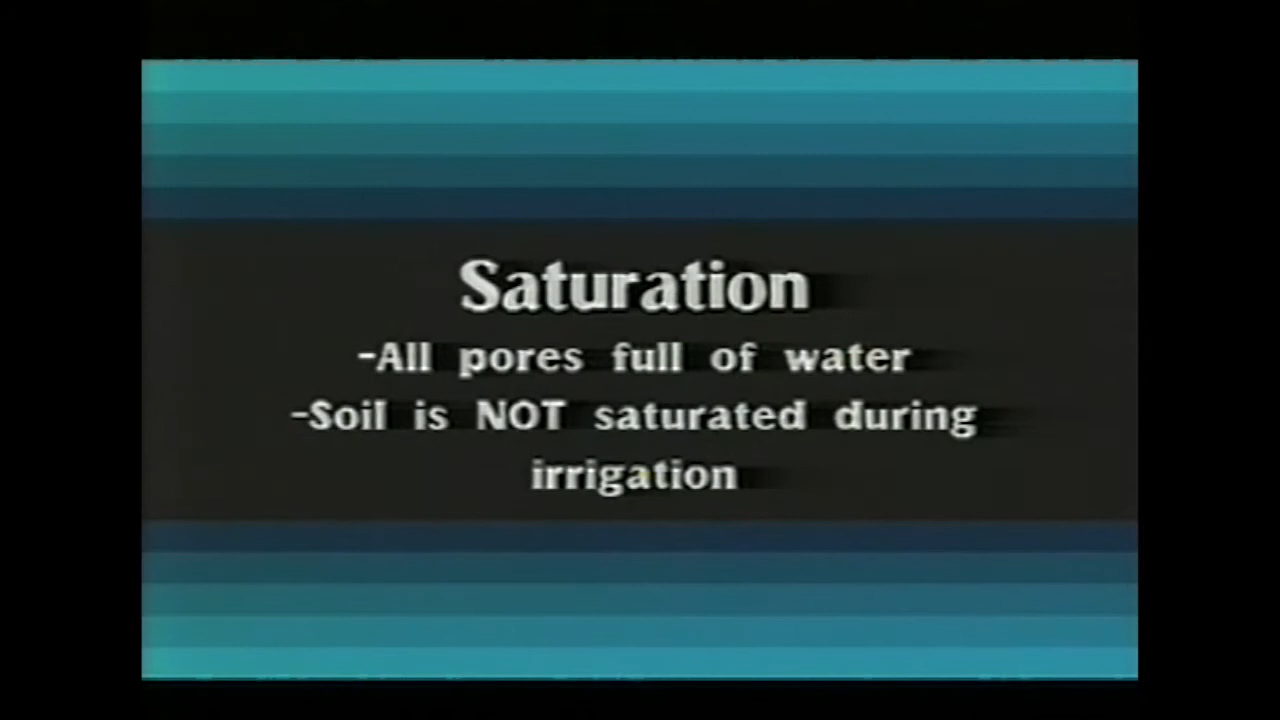 Saturation
-All pores full of water
-Soil is NOT saturated during
irrigation